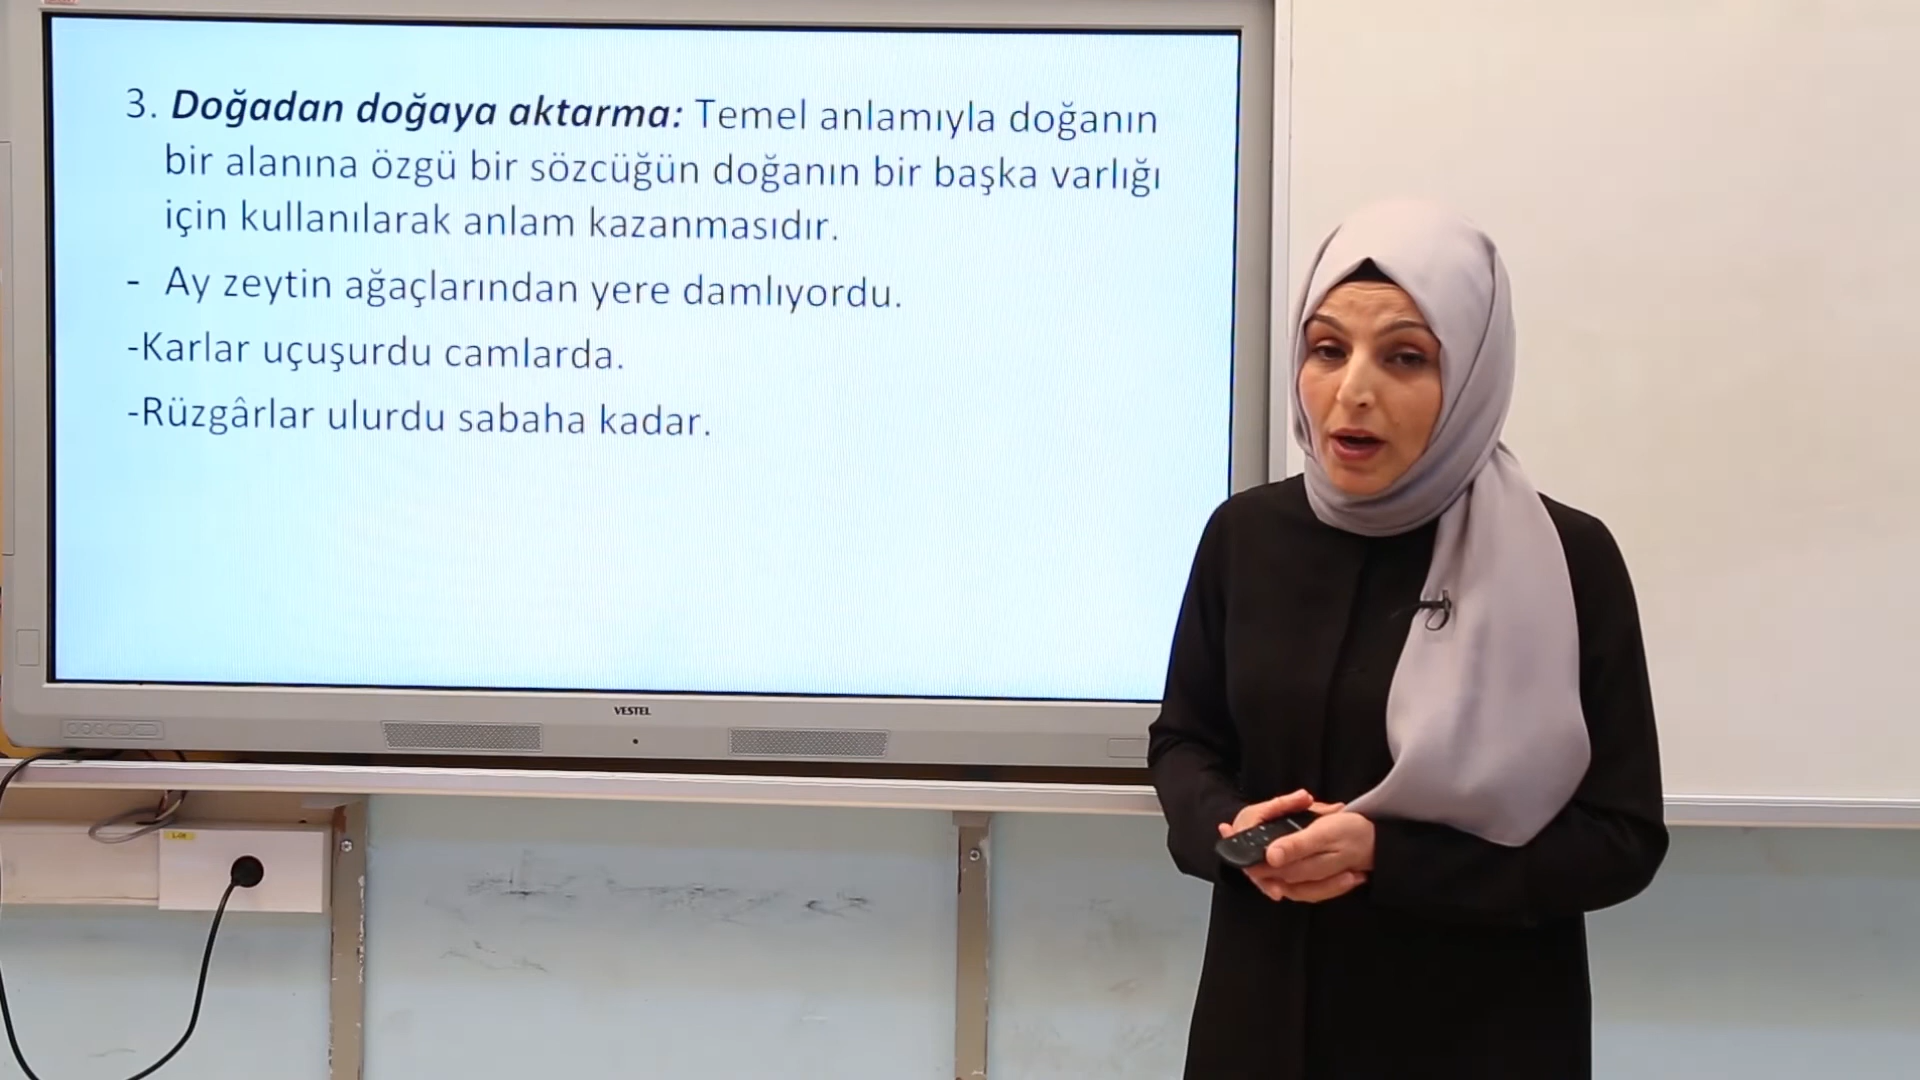 3. Doğadan doğaya aktarma: Temel anlamıyla doğanın
bir alanına özgü bir sözcüğün doğanın bir başka varlığı
için kullanılarak anlam kazanmasıdır.
- Ay zeytin ağaçlarından yere damlıyordu.
-Karlar uçuşurdu camlarda.
-Rüzgârlar ulurdu sabaha kadar.
VESTEL